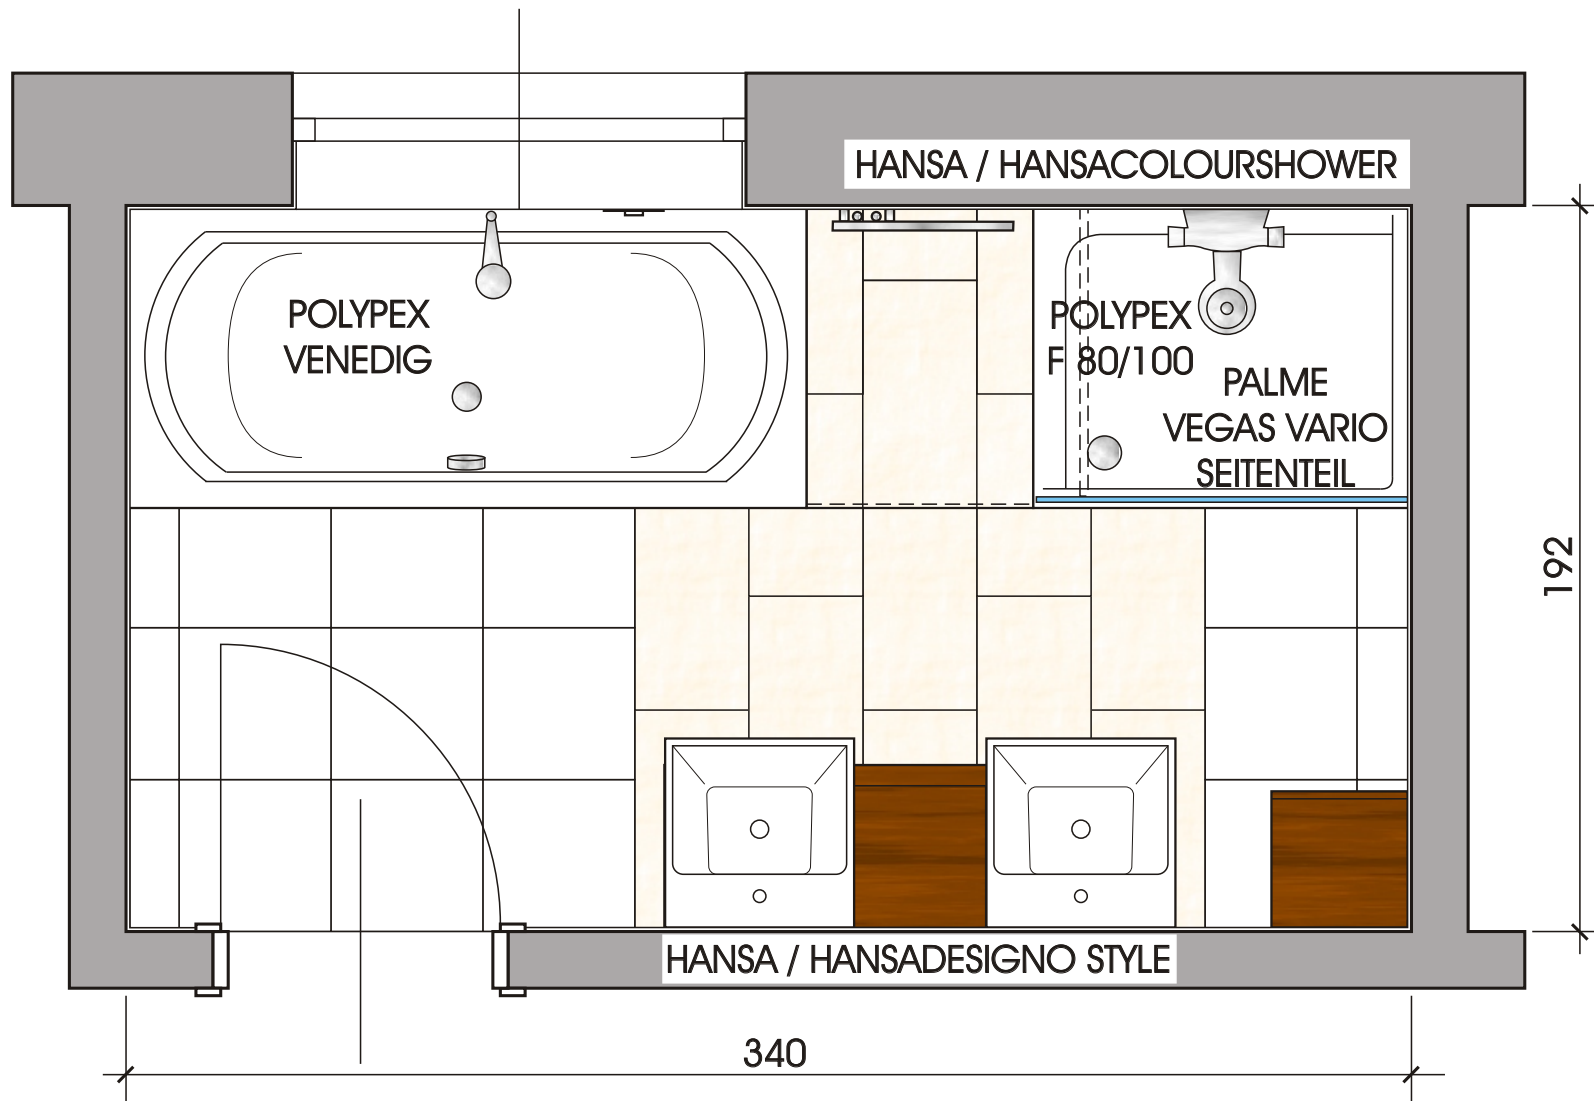 HANSA / HANSACOLOURSHOWER
POLYPEX
VENEDIG
POLYPEX
F 80/100
PALME
VEGAS VARIO
SEITENTEIL
192
HANSA / HANSADESIGNO STYLE
340